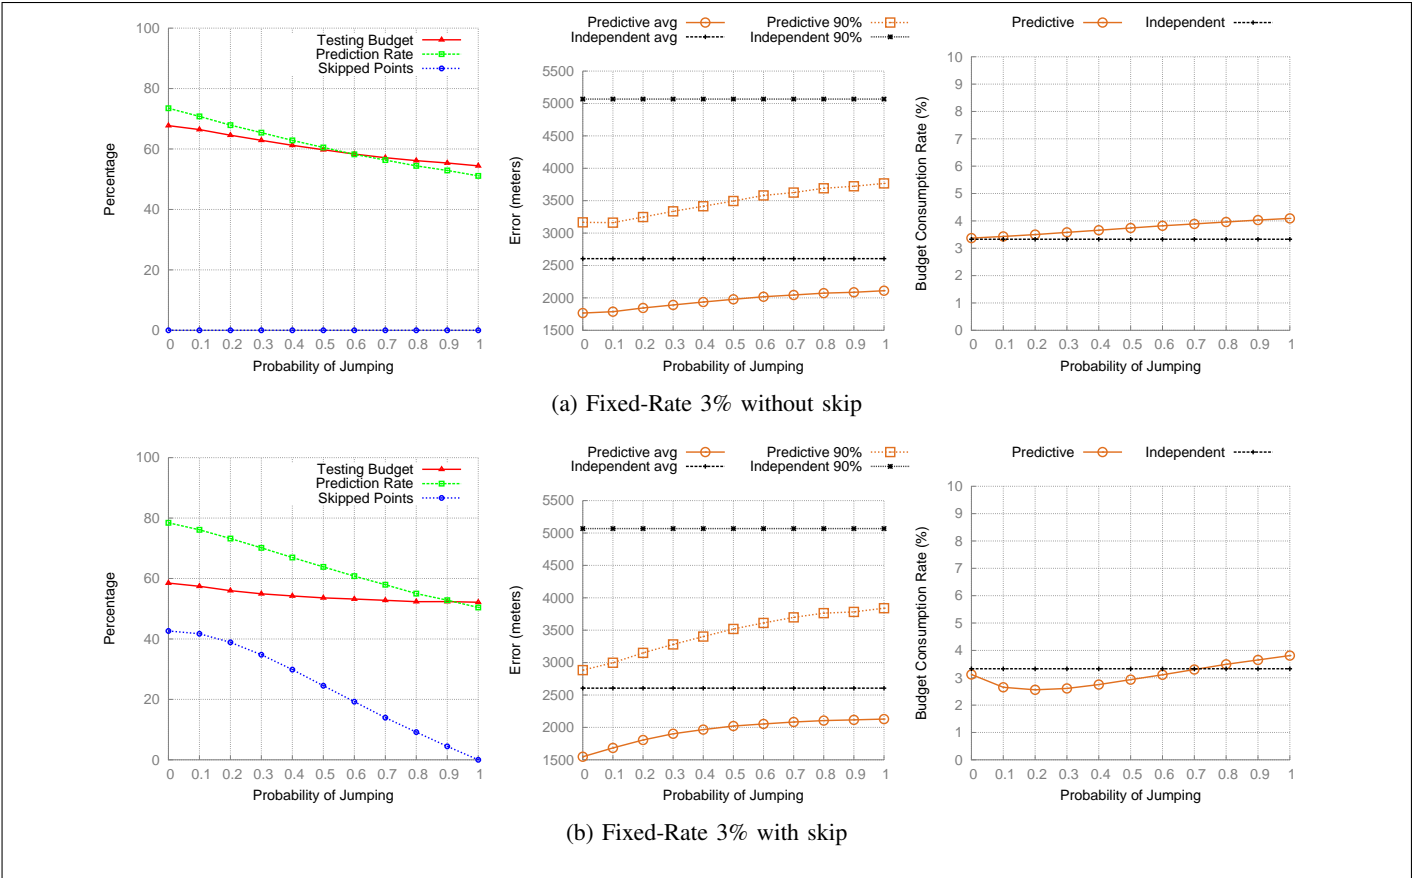 Testing Budget
Prediction Rate
Skipped Points
100
80
60
40
20
0
Percentage
0 0.1 0.2 0.3 0.4 0.5 0.6 0.7 0.8 0.9 1
Probability of Jumping
Predictive avg
Independent avg
Predictive 90%
Independent 90%
5500
5000
4500
4000
3500
3000
2500
2000
1500
Error (meters)
0 0.1 0.2 0.3 0.4 0.5 0.6 0.7 0.8 0.9 1
Probability of Jumping
Predictive
Independent
10
9
8
7
6
5
4
3
2
1
0
Budget Consumption Rate (%)
0 0.1 0.2 0.3 0.4 0.5 0.6 0.7 0.8 0.9 1
Probability of Jumping
(a) Fixed-Rate 3% without skip
Testing Budget
Prediction Rate
Skipped Points
100
80
60
40
20
0
Percentage
0 0.1 0.2 0.3 0.4 0.5 0.6 0.7 0.8 0.9 1
Probability of Jumping
Predictive avg
Independent avg
Predictive 90%
Independent 90%
5500
5000
4500
4000
3500
3000
2500
2000
1500
Error (meters)
0 0.1 0.2 0.3 0.4 0.5 0.6 0.7 0.8 0.9 1
Probability of Jumping
Predictive
Independent
10
9
8
7
6
5
4
3
2
1
0
Budget Consumption Rate (%)
0 0.1 0.2 0.3 0.4 0.5 0.6 0.7 0.8 0.9 1
Probability of Jumping
(b) Fixed-Rate 3% with skip